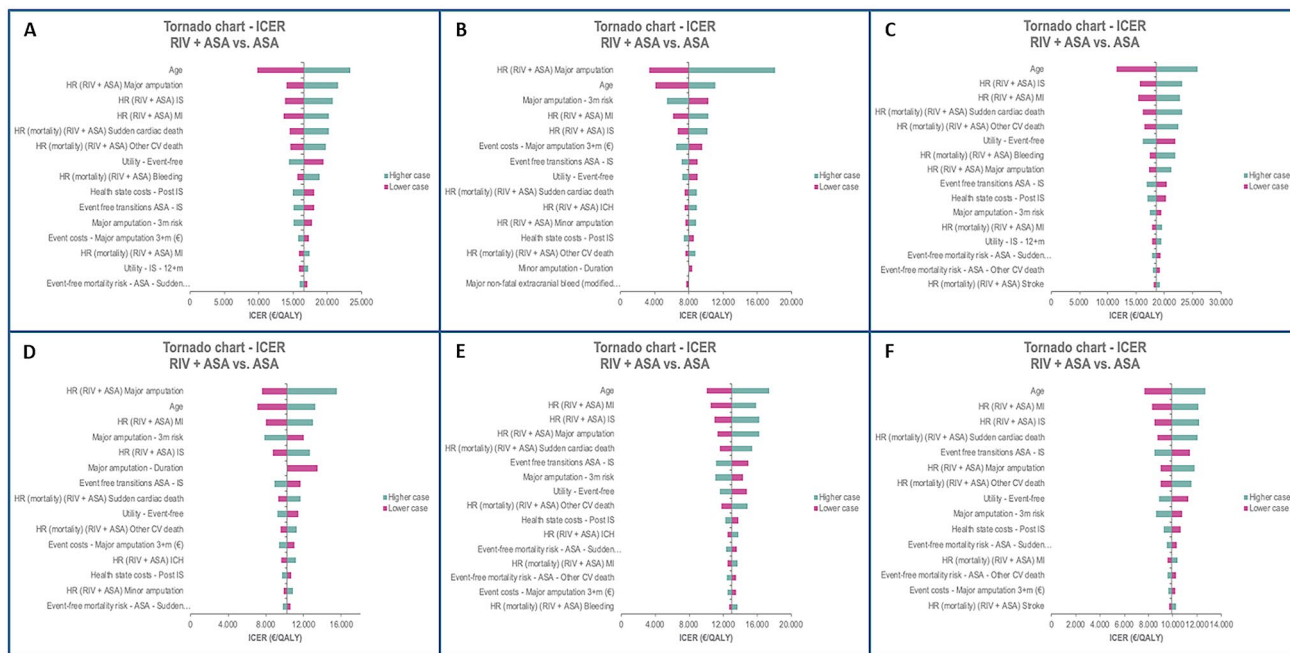 A
Tornado chart - ICER
RIV + ASA vs. ASA
Age
HR (RIV + ASA) Major amputation
HR (RIV + ASA) IS
HR (RIV + ASA) MI
HR (mortality) (RIV + ASA) Sudden cardiac death
HR (mortality) (RIV + ASA) Other CV death
Utility - Event-free
HR (mortality) (RIV + ASA) Bleeding
Health state costs - Post IS
Event free transitions ASA - IS
Major amputation - 3m risk
Event costs - Major amputation 3+m (€)
HR (mortality) (RIV + ASA) MI
Utility - IS - 12+m
Event-free mortality risk - ASA - Sudden...
Higher case
Lower case
0.000 5.000 10.000 15.000 20.000 25.000
ICER (€/QALY)
B
Tornado chart - ICER
RIV + ASA vs. ASA
HR (RIV + ASA) Major amputation
Age
Major amputation - 3m risk
HR (RIV + ASA) MI
HR (RIV + ASA) IS
Event costs - Major amputation 3+m (€)
Event free transitions ASA - IS
Utility - Event-free
HR (mortality) (RIV + ASA) Sudden cardiac death
HR (RIV + ASA) ICH
HR (RIV + ASA) Minor amputation
Health state costs - Post IS
HR (mortality) (RIV + ASA) Other CV death
Minor amputation - Duration
Major non-fatal extracranial bleed (modified...
Higher case
Lower case
0.000 4.000 8.000 12.000 16.000 20.000
ICER (€/QALY)
C
Tornado chart - ICER
RIV + ASA vs. ASA
Age
HR (RIV + ASA) IS
HR (RIV + ASA) MI
HR (mortality) (RIV + ASA) Sudden cardiac death
HR (mortality) (RIV + ASA) Other CV death
Utility - Event-free
HR (mortality) (RIV + ASA) Bleeding
HR (RIV + ASA) Major amputation
Event free transitions ASA - IS
Health state costs - Post IS
Major amputation - 3m risk
HR (mortality) (RIV + ASA) MI
Utility - IS - 12+m
Event-free mortality risk - ASA - Sudden...
Event-free mortality risk - ASA - Other CV death
HR (mortality) (RIV + ASA) Stroke
Higher case
Lower case
0.000 5.000 10.000 15.000 20.000 25.000 30.000
ICER (€/QALY)
D
Tornado chart - ICER
RIV + ASA vs. ASA
HR (RIV + ASA) Major amputation
Age
HR (RIV + ASA) MI
Major amputation - 3m risk
HR (RIV + ASA) IS
Major amputation - Duration
Event free transitions ASA - IS
HR (mortality) (RIV + ASA) Sudden cardiac death
Utility - Event-free
HR (mortality) (RIV + ASA) Other CV death
Event costs - Major amputation 3+m (€)
HR (RIV + ASA) ICH
Health state costs - Post IS
HR (RIV + ASA) Minor amputation
Event-free mortality risk - ASA - Sudden...
Higher case
Lower case
0.000 4.000 8.000 12.000 16.000
ICER (€/QALY)
E
Tornado chart - ICER
RIV + ASA vs. ASA
Age
HR (RIV + ASA) MI
HR (RIV + ASA) IS
HR (RIV + ASA) Major amputation
HR (mortality) (RIV + ASA) Sudden cardiac death
Event free transitions ASA - IS
Major amputation - 3m risk
Utility - Event-free
HR (mortality) (RIV + ASA) Other CV death
Health state costs - Post IS
HR (RIV + ASA) ICH
Event-free mortality risk - ASA - Sudden...
HR (mortality) (RIV + ASA) MI
Event-free mortality risk - ASA - Other CV death
Event costs - Major amputation 3+m (€)
HR (mortality) (RIV + ASA) Bleeding
Higher case
Lower case
0.000 4.000 8.000 12.000 16.000 20.000
ICER (€/QALY)
F
Tornado chart - ICER
RIV + ASA vs. ASA
Age
HR (RIV + ASA) MI
HR (RIV + ASA) IS
HR (mortality) (RIV + ASA) Sudden cardiac death
Event free transitions ASA - IS
HR (RIV + ASA) Major amputation
HR (mortality) (RIV + ASA) Other CV death
Utility - Event-free
Major amputation - 3m risk
Health state costs - Post IS
Event-free mortality risk - ASA - Sudden...
HR (mortality) (RIV + ASA) MI
Event-free mortality risk - ASA - Other CV death
Event costs - Major amputation 3+m (€)
HR (mortality) (RIV + ASA) Stroke
Higher case
Lower case
0.000 2.000 4.000 6.000 8.000 10.000 12.000 14.000
ICER (€/QALY)